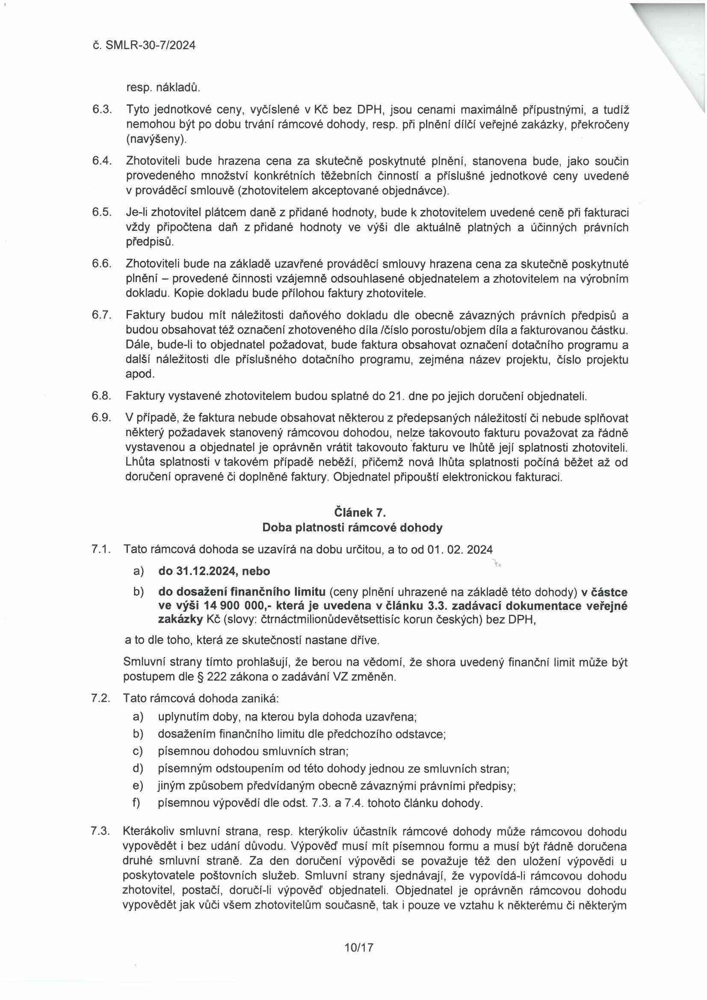 č. SMLR-30-7/2024
resp. nákladů.
6.3. Tyto jednotkové ceny, vyčíslené v Kč bez DPH, jsou cenami maximálně přípustnými, a tudíž
nemohou být po dobu trvání rámcové dohody, resp. při plnění dílčí veřejné zakázky, překročeny
(navýšeny).
6.4. Zhotoviteli bude hrazena cena za skutečně poskytnuté plnění, stanovena bude, jako součin
provedeného množství konkrétních těžebních činností a příslušné jednotkové ceny uvedené
v prováděcí smlouvě (zhotovitelem akceptované objednávce).
6.5. Je-li zhotovitel plátcem daně z přidané hodnoty, bude k zhotovitelem uvedené ceně při fakturaci
vždy připočtena daň z přidané hodnoty ve výši dle aktuálně platných a účinných právních
předpisů.
6.6. Zhotoviteli bude na základě uzavřené prováděcí smlouvy hrazena cena za skutečně poskytnuté
plnění – provedené činnosti vzájemně odsouhlasené objednatelem a zhotovitelem na výrobním
dokladu. Kopie dokladu bude přílohou faktury zhotovitele.
6.7. Faktury budou mít náležitosti daňového dokladu dle obecně závazných právních předpisů a
budou obsahovat též označení zhotoveného díla /číslo porostu/objem díla a fakturovanou částku.
Dále, bude-li to objednatel požadovat, bude faktura obsahovat označení dotačního programu a
další náležitosti dle příslušného dotačního programu, zejména název projektu, číslo projektu
apod.
6.8. Faktury vystavené zhotovitelem budou splatné do 21. dne po jejich doručení objednateli.
6.9. V případě, že faktura nebude obsahovat některou z předepsaných náležitostí či nebude splňovat
některý požadavek stanovený rámcovou dohodou, nelze takovouto fakturu považovat za řádně
vystavenou a objednatel je oprávněn vrátit takovouto fakturu ve lhůtě její splatnosti zhotoviteli.
Lhůta splatnosti v takovém případě neběží, přičemž nová lhůta splatnosti počíná běžet až od
doručení opravené či doplněné faktury. Objednatel připouští elektronickou fakturaci.
Článek 7.
Doba platnosti rámcové dohody
7.1. Tato rámcová dohoda se uzavírá na dobu určitou, a to od 01. 02. 2024
a) do 31.12.2024, nebo
b) do dosažení finančního limitu (ceny plnění uhrazené na základě této dohody) v částce
ve výši 14 900 000,- která je uvedena v článku 3.3. zadávací dokumentace veřejné
zakázky Kč (slovy: čtrnáctmilionůdevětsettisíc korun českých) bez DPH,
a to dle toho, která ze skutečností nastane dříve.
Smluvní strany tímto prohlašují, že berou na vědomí, že shora uvedený finanční limit může být
postupem dle § 222 zákona o zadávání VZ změněn.
7.2. Tato rámcová dohoda zaniká:
a) uplynutím doby, na kterou byla dohoda uzavřena;
b) dosažením finančního limitu dle předchozího odstavce;
c) písemnou dohodou smluvních stran;
d) písemným odstoupením od této dohody jednou ze smluvních stran;
e) jiným způsobem předvídaným obecně závaznými právními předpisy;
f) písemnou výpovědí dle odst. 7.3. a 7.4. tohoto článku dohody.
7.3. Kterákoliv smluvní strana, resp. kterýkoliv účastník rámcové dohody může rámcovou dohodu
vypovědět i bez udání důvodu. Výpověď musí mít písemnou formu a musí být řádně doručena
druhé smluvní straně. Za den doručení výpovědi se považuje též den uložení výpovědi u
poskytovatele poštovních služeb. Smluvní strany sjednávají, že vypovídá-li rámcovou dohodu
zhotovitel, postačí, doručí-li výpověď objednateli. Objednatel je oprávněn rámcovou dohodu
vypovědět jak vůči všem zhotovitelům současně, tak i pouze ve vztahu k některému či některým
10/17